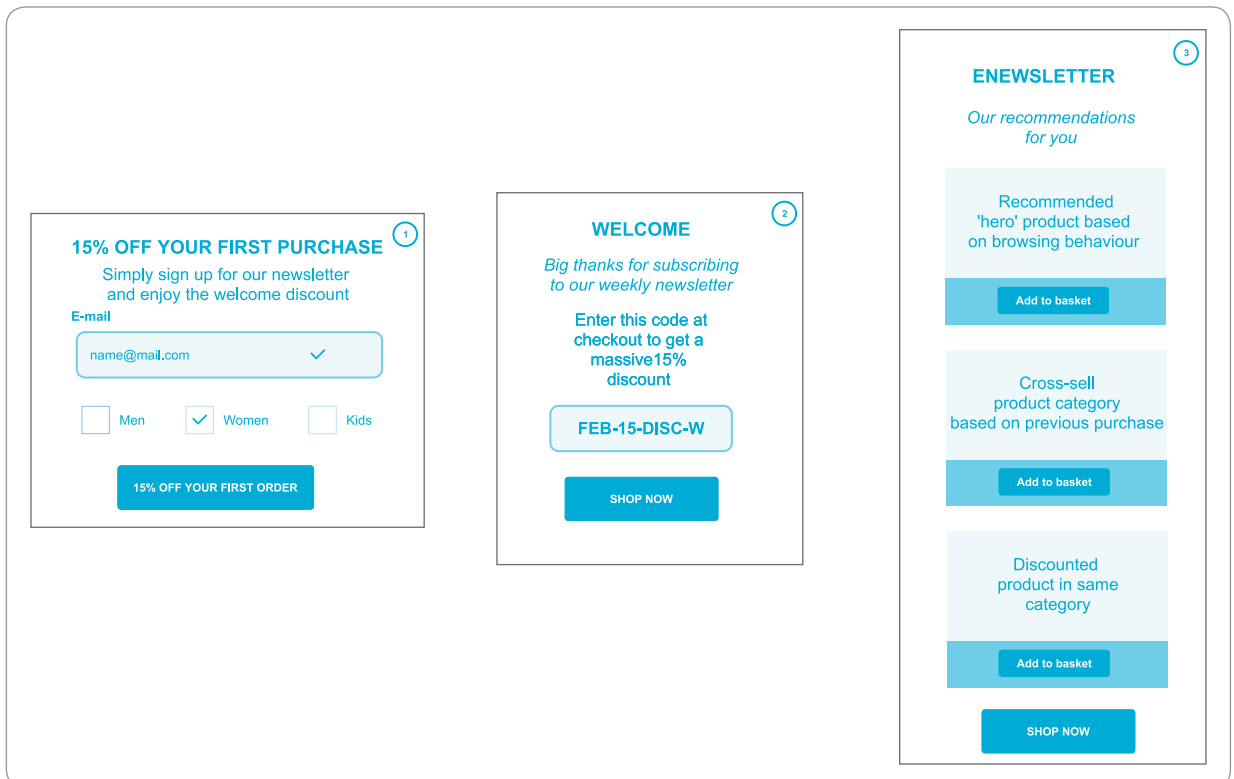 1
15% OFF YOUR FIRST PURCHASE
Simply sign up for our newsletter
and enjoy the welcome discount
E-mail
name@mail.com
Men
Women
Kids
15% OFF YOUR FIRST ORDER
2
WELCOME
Big thanks for subscribing
to our weekly newsletter
Enter this code at
checkout to get a
massive15%
discount
FEB-15-DISC-W
SHOP NOW
3
ENEWSLETTER
Our recommendations
for you
Recommended
'hero' product based
on browsing behaviour
Add to basket
Cross-sell
product category
based on previous purchase
Add to basket
Discounted
product in same
category
Add to basket
SHOP NOW